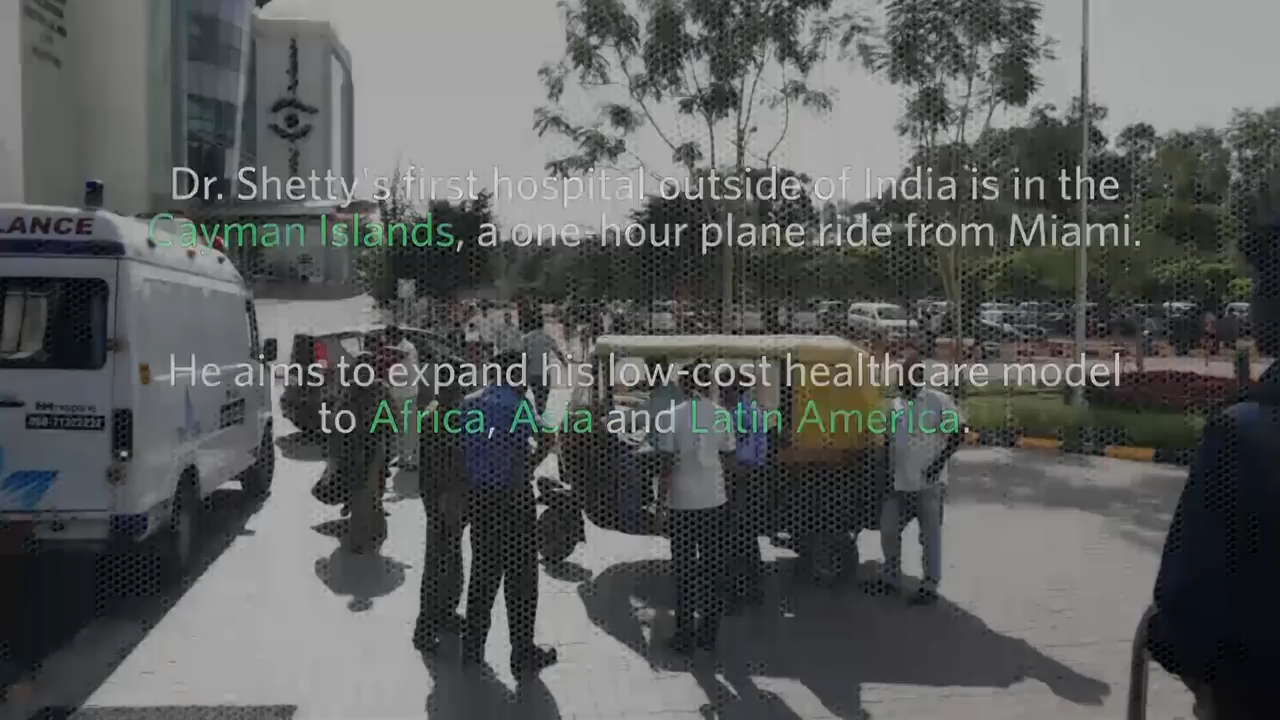 Dr. Shetty's first hospital outside of India is in the
Cayman Islands, a one-hour plane ride from Miami.
LANCE
He aims to expand his low-cost healthcare model
to Africa, Asia and Latin America.